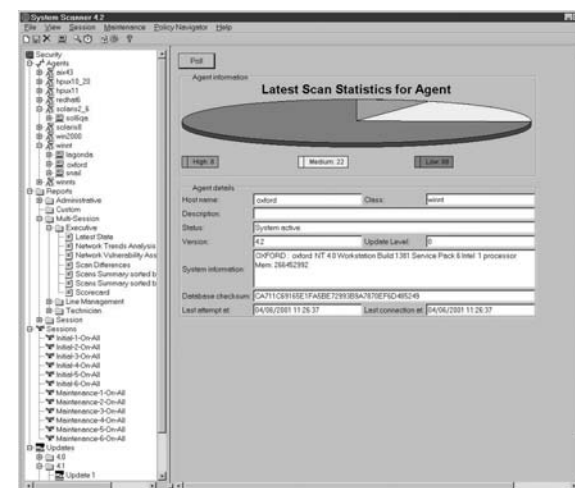 System Scanner 4.2
File View Session Maintenance Policy Navigator Help
Security
Agents
aix43
hpux10_20
hpux11
redhat6
solaris2_6
solaris8
win2000
winnt
lagonda
oxford
snail
winnts
Reports
Administrative
Custom
Multi-Session
Executive
Latest State
Network Trends Analysis
Network Vulnerability Ass
Scan Differences
Scans Summary sorted b
Scans Summary sorted b
Scorecard
Line Management
Technician
Session
Sessions
Initial-1-On-All
Initial-2-On-All
Initial-3-On-All
Initial-4-On-All
Initial-5-On-All
Initial-6-On-All
Maintenance-1-On-All
Maintenance-2-On-All
Maintenance-3-On-All
Maintenance-4-On-All
Maintenance-5-On-All
Maintenance-6-On-All
Updates
4.0
4.1
Update 1
Poll
Agent information
Latest Scan Statistics for Agent
High: 8 Medium: 22 Low:
Agent details
Host name: oxford Class: winnt
Description:
Status: System active
Version: 4.2 Update Level: 0
System information: OXFORD : oxford NT 4.0 Workstation Build 1381 Service Pack 6 Intel 1 processor
Mem: 266452992
Database checksum:
Last attempt at: 04/06/2001 11:26:37 Last connection at: 04/06/2001 11:26:37